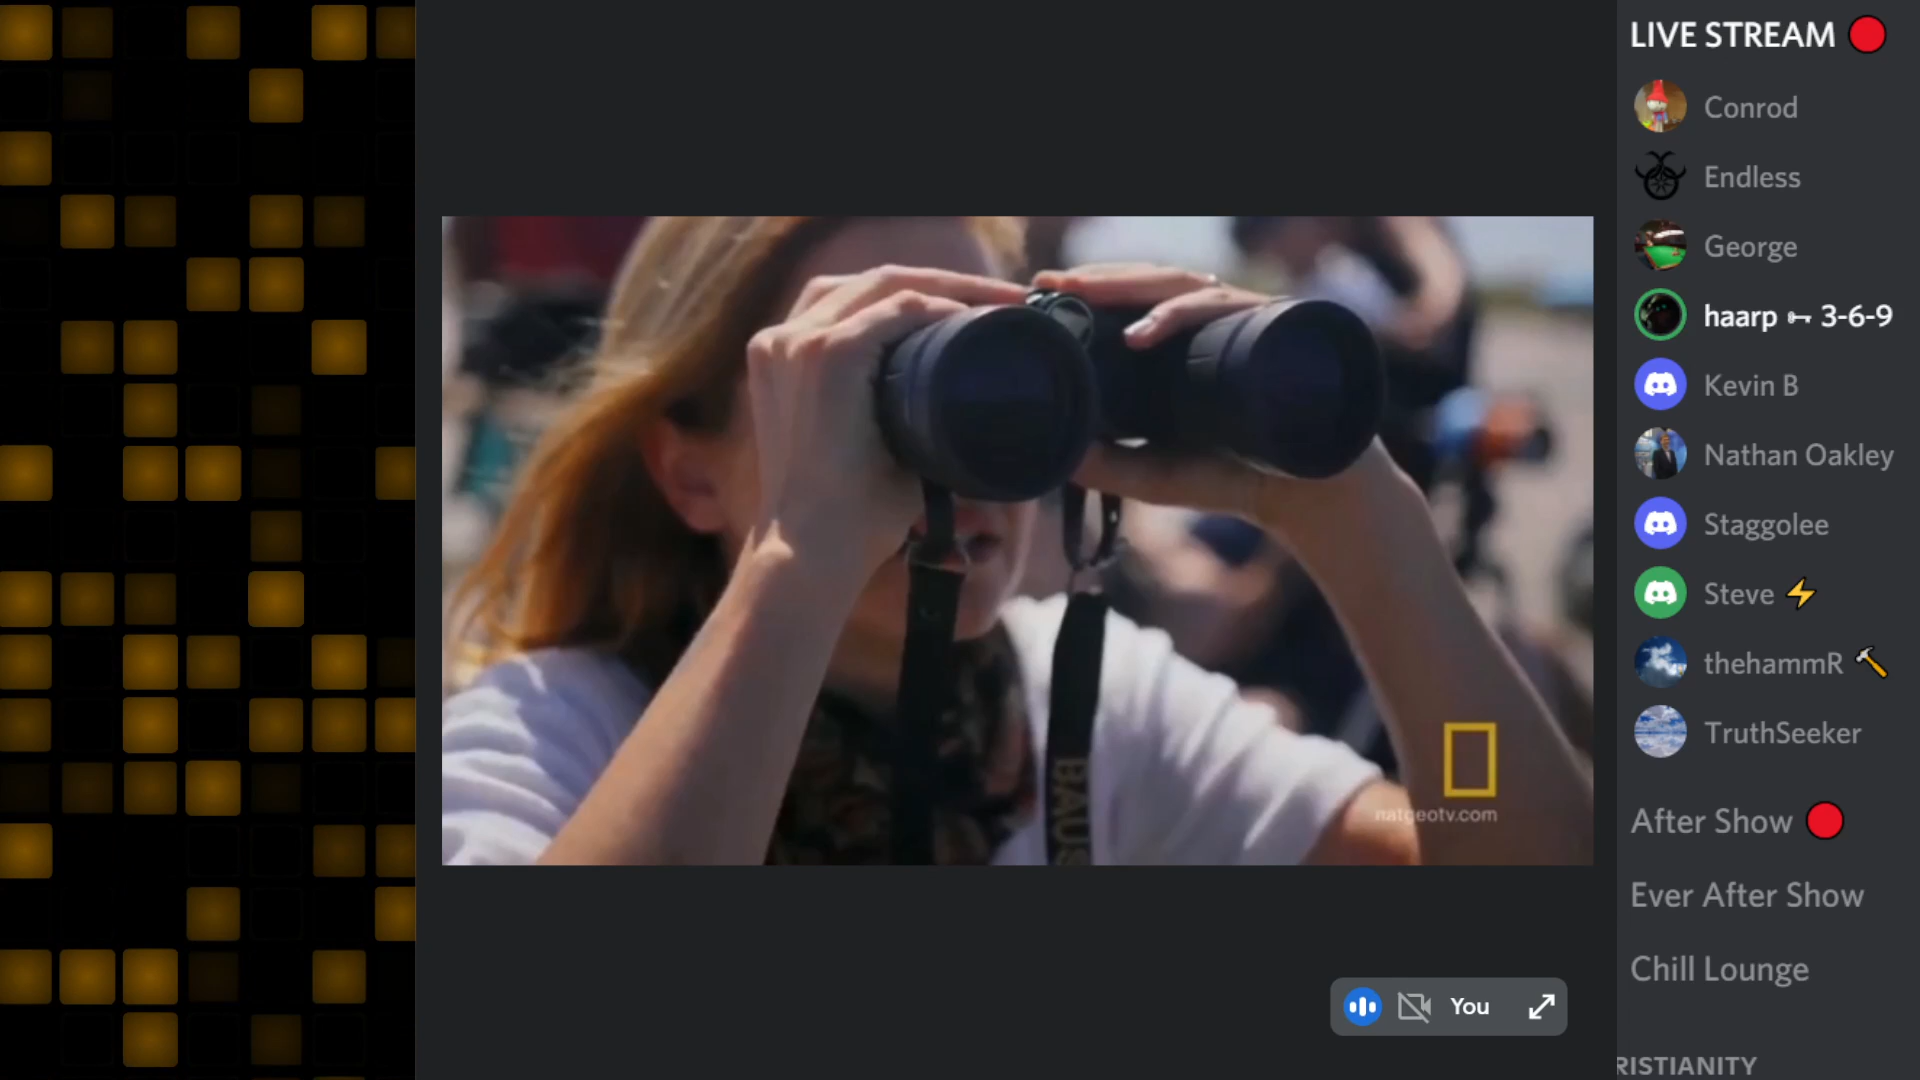 LIVE STREAM
Conrod
Endless
George
haarp 3-6-9
Kevin B
Nathan Oakley
Staggolee
Steve
thehammR
TruthSeeker
After Show
Ever After Show
Chill Lounge
RISTIANITY
BAUS
natgeotv.com
You